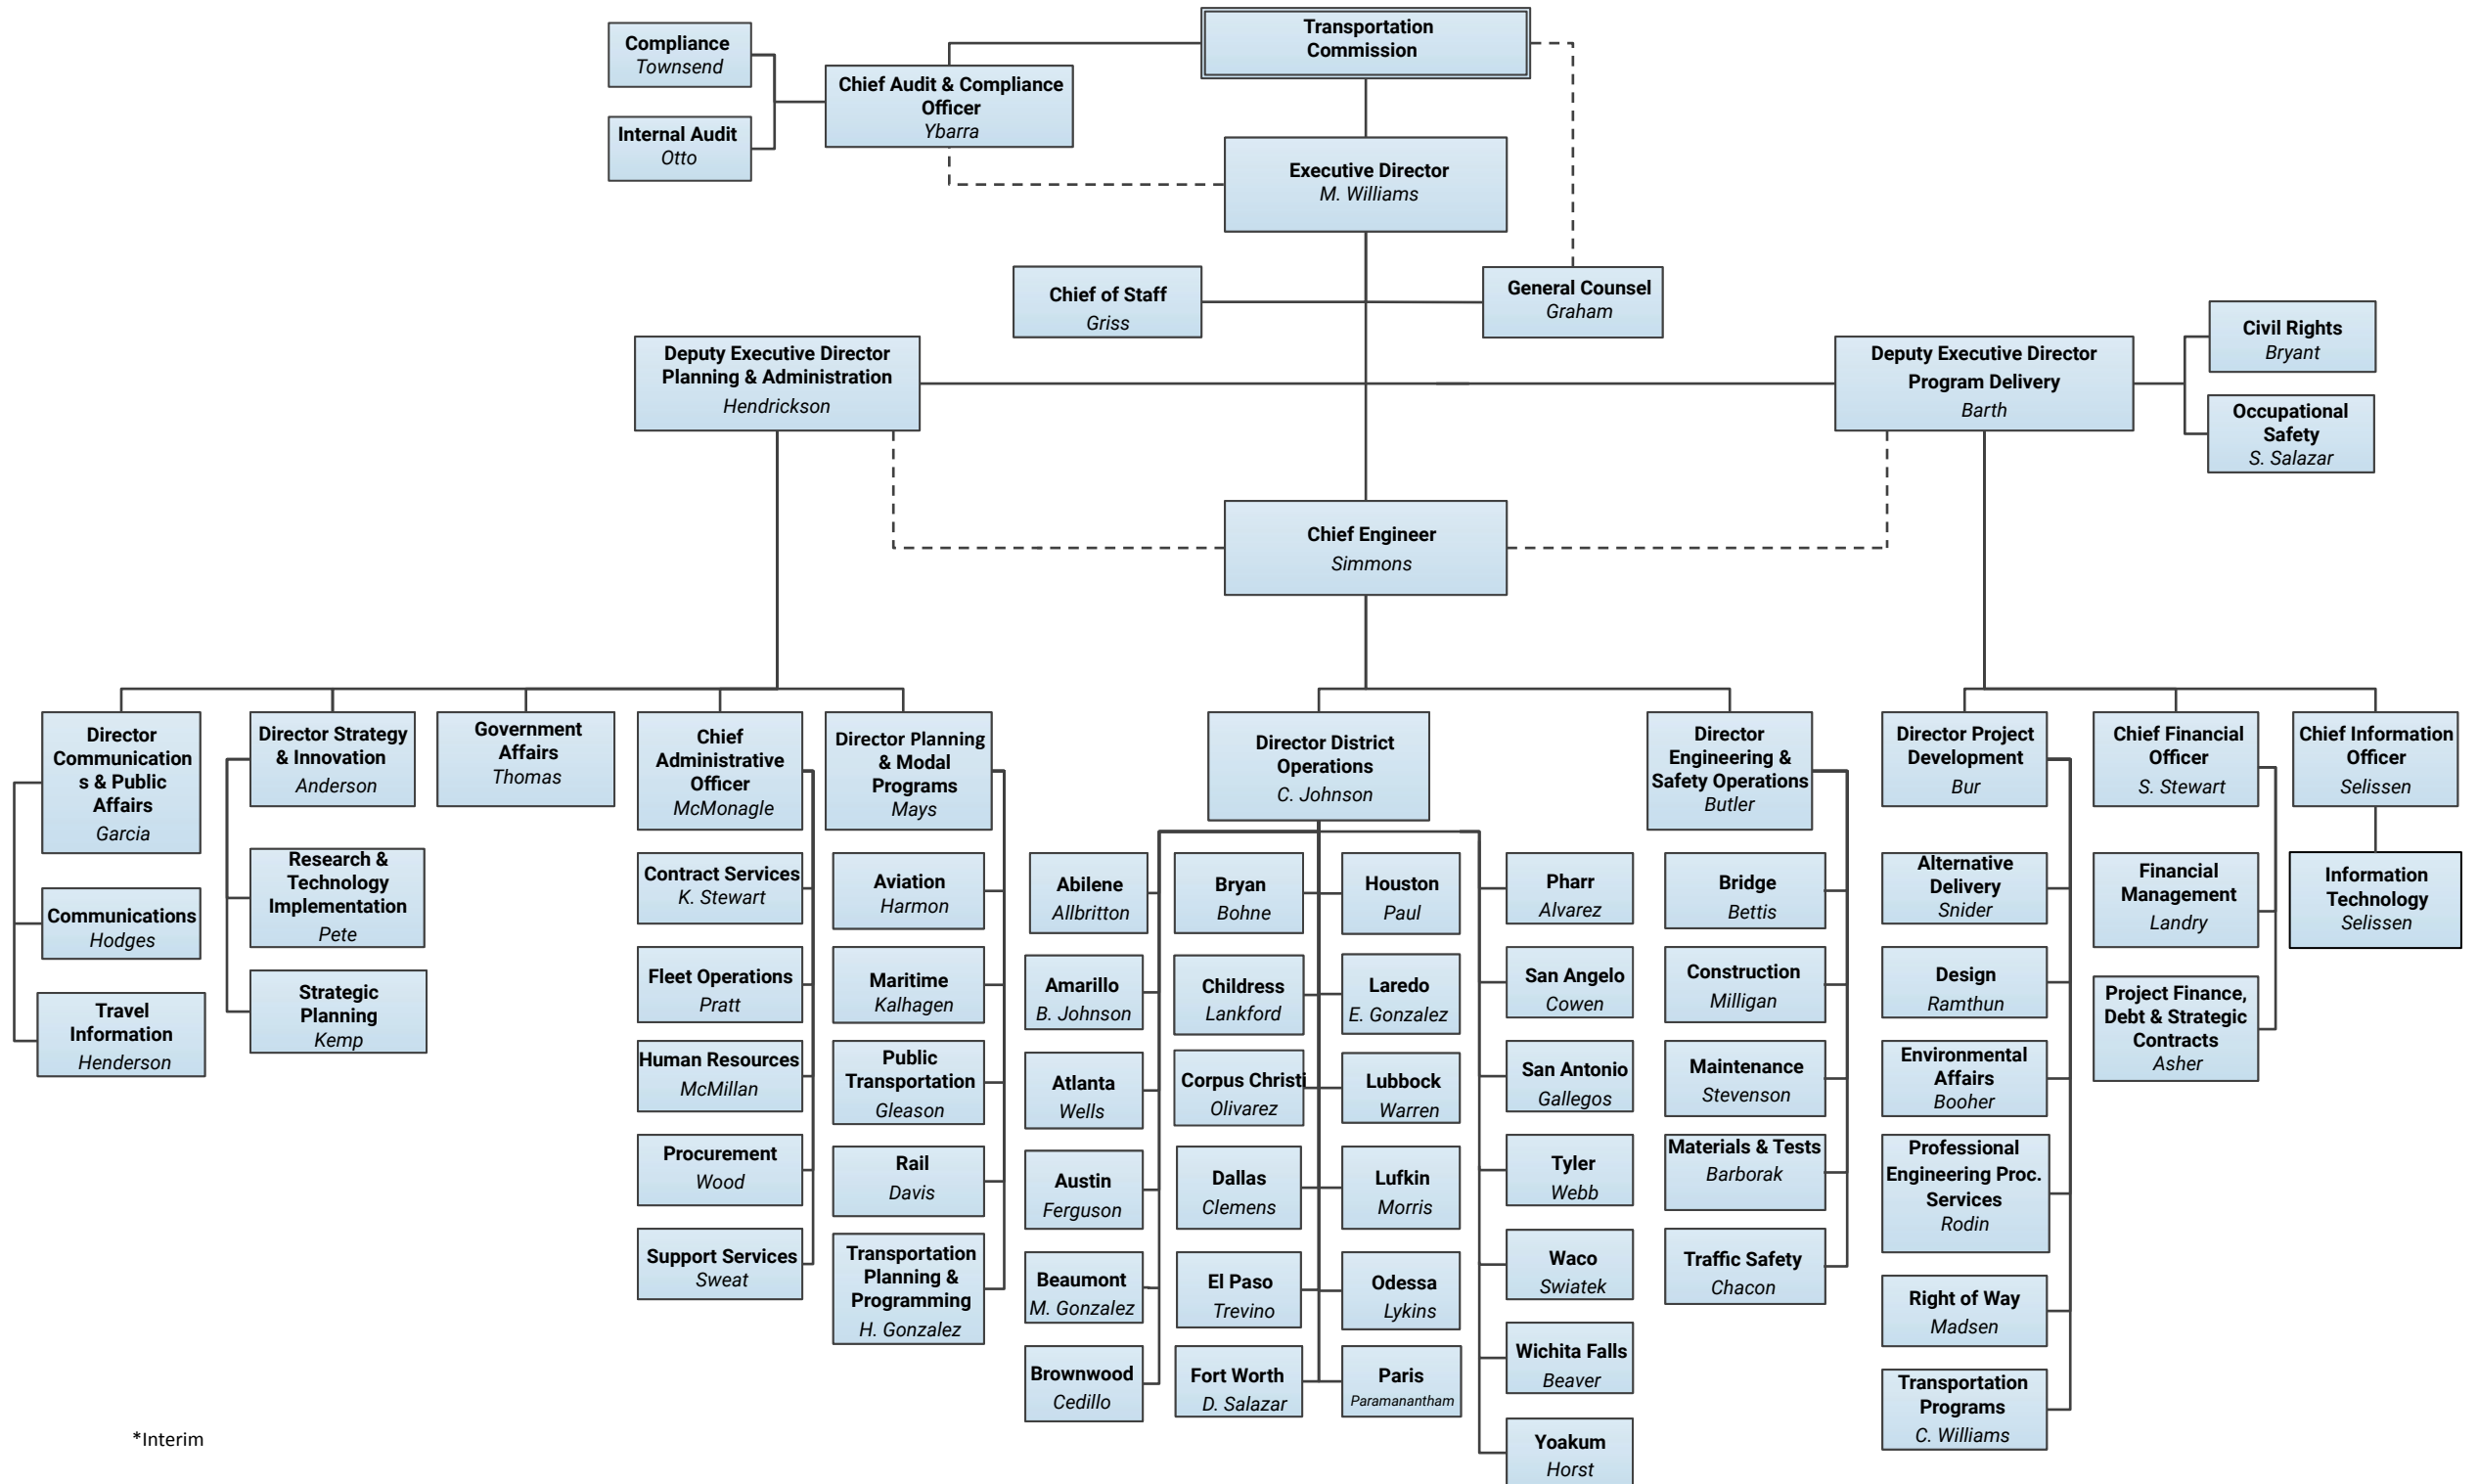 Transportation
Commission
Compliance
Townsend
Chief Audit & Compliance
Officer
Ybarra
Internal Audit
Otto
Executive Director
M. Williams
Chief of Staff
Griss
General Counsel
Graham
Deputy Executive Director
Planning & Administration
Hendrickson
Deputy Executive Director
Program Delivery
Barth
Civil Rights
Bryant
Occupational
Safety
S. Salazar
Chief Engineer
Simmons
Director
Communication
s & Public
Affairs
Garcia
Communications
Hodges
Travel
Information
Henderson
Director Strategy
& Innovation
Anderson
Research &
Technology
Implementation
Pete
Strategic
Planning
Kemp
Government
Affairs
Thomas
Chief
Administrative
Officer
McMonagle
Contract Services
K. Stewart
Fleet Operations
Pratt
Human Resources
McMillan
Procurement
Wood
Support Services
Sweat
Director Planning
& Modal
Programs
Mays
Aviation
Harmon
Maritime
Kalhagen
Public
Transportation
Gleason
Rail
Davis
Transportation
Planning &
Programming
H. Gonzalez
Director District
Operations
C. Johnson
Abilene
Allbritton
Amarillo
B. Johnson
Atlanta
Wells
Austin
Ferguson
Beaumont
M. Gonzalez
Brownwood
Cedillo
Bryan
Bohne
Childress
Lankford
Corpus Christi
Olivarez
Dallas
Clemens
El Paso
Trevino
Fort Worth
D. Salazar
Houston
Paul
Laredo
E. Gonzalez
Lubbock
Warren
Lufkin
Morris
Odessa
Lykins
Paris
Paramanantham
Pharr
Alvarez
San Angelo
Cowen
San Antonio
Gallegos
Tyler
Webb
Waco
Swiatek
Wichita Falls
Beaver
Yoakum
Horst
Director
Engineering &
Safety Operations
Butler
Bridge
Bettis
Construction
Milligan
Maintenance
Stevenson
Materials & Tests
Barborak
Traffic Safety
Chacon
Director Project
Development
Bur
Alternative
Delivery
Snider
Design
Ramthun
Environmental
Affairs
Booher
Professional
Engineering Proc.
Services
Rodin
Right of Way
Madsen
Transportation
Programs
C. Williams
Chief Financial
Officer
S. Stewart
Financial
Management
Landry
Project Finance,
Debt & Strategic
Contracts
Asher
Chief Information
Officer
Selissen
Information
Technology
Selissen
*Interim